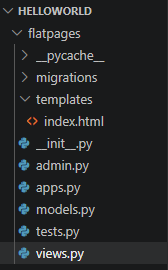 HELLOWORLD
flatpages
__pycache__
migrations
templates
index.html
__init__.py
admin.py
apps.py
models.py
tests.py
views.py